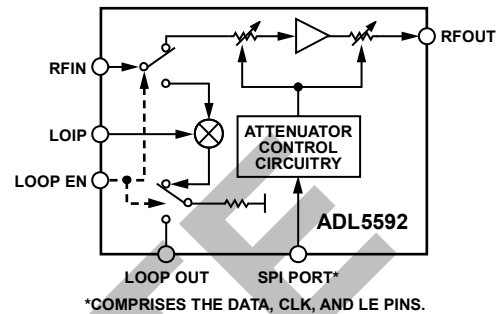 RFOUT
RFIN
LOIP
ATTENUATOR
CONTROL
CIRCUITRY
LOOP EN
ADL5592
LOOP OUT
SPI PORT*
*COMPRISES THE DATA, CLK, AND LE PINS.